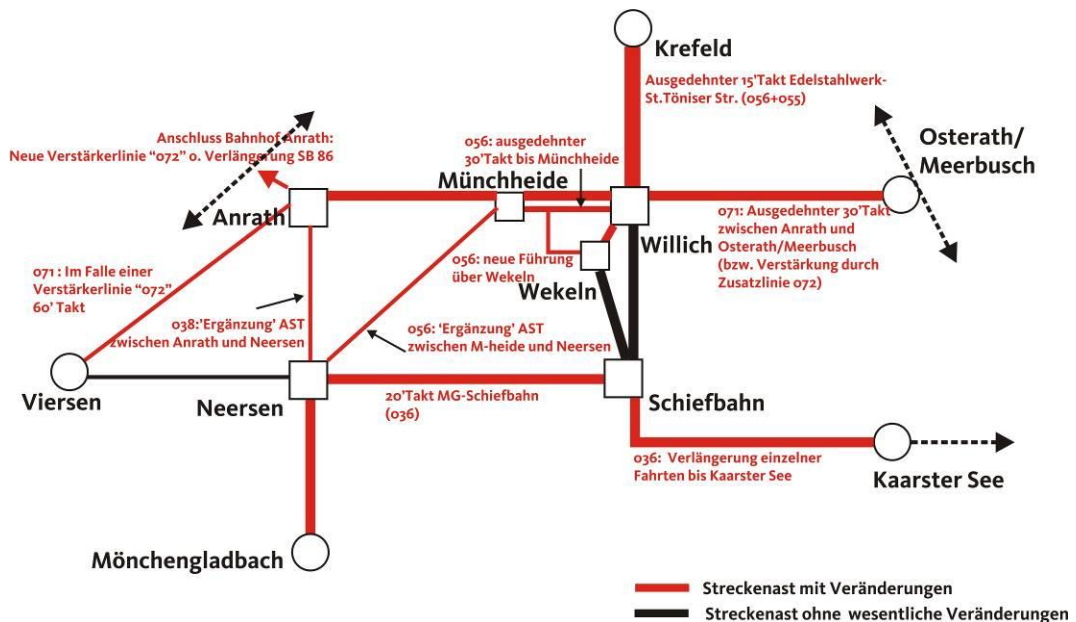 Krefeld
Ausgedehnter 15'Takt Edelstahlwerk-
St.Töniser Str. (056+055)
Anschluss Bahnhof Anrath:
Neue Verstärkerlinie "072" o. Verlängerung SB 86
056: ausgedehnter
30'Takt bis Münchheide
Osterath/
Meerbusch
Münchheide
Anrath
Willich
071: Ausgedehnter 30'Takt
zwischen Anrath und
Osterath/Meerbusch
(bzw. Verstärkung durch
Zusatzlinie 072)
056: neue Führung
über Wekeln
Wekeln
071 : Im Falle einer
Verstärkerlinie "072"
60' Takt
038:'Ergänzung' AST
zwischen Anrath und Neersen
056: 'Ergänzung' AST
zwischen M-heide und Neersen
Viersen
Neersen
20'Takt MG-Schiefbahn
(036)
Schiefbahn
036: Verlängerung einzelner
Fahrten bis Kaarster See
Kaarster See
Mönchengladbach
Streckenast mit Veränderungen
Streckenast ohne wesentliche Veränderungen